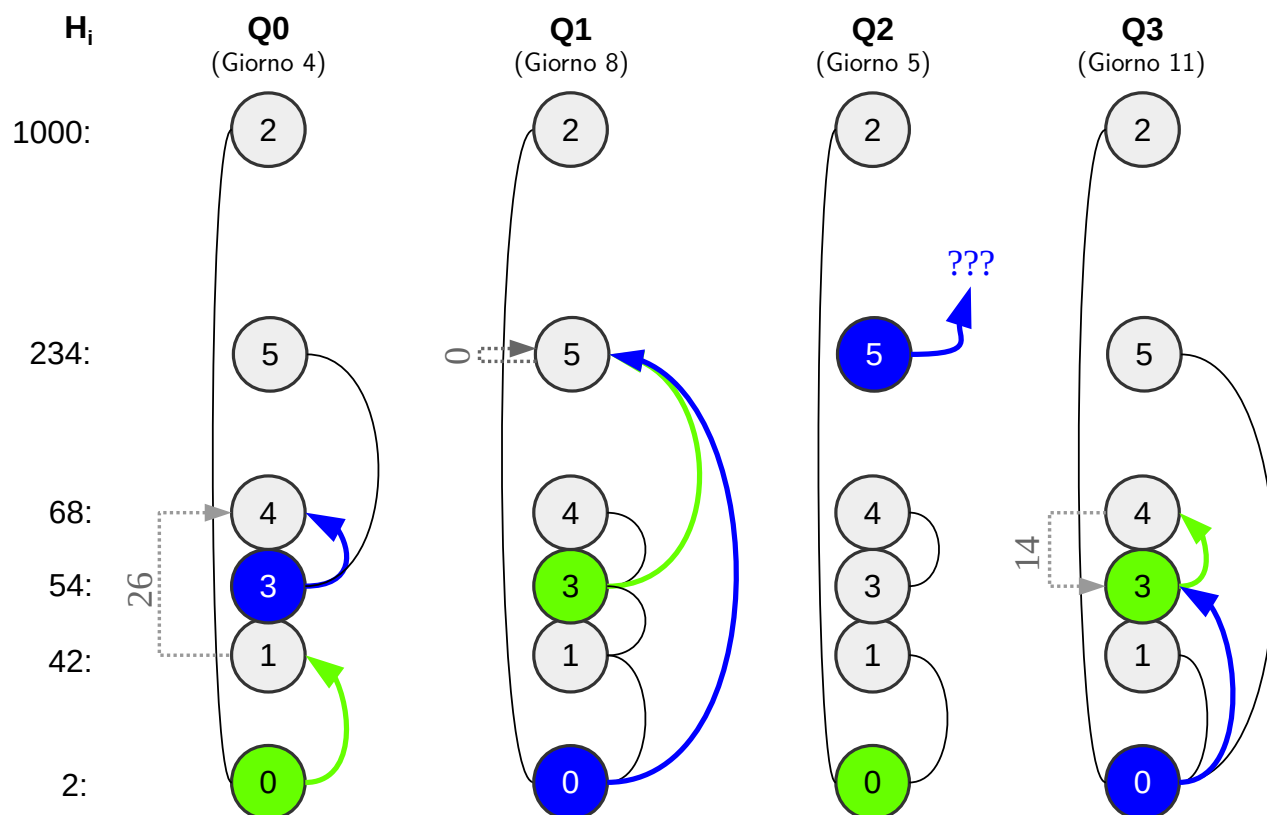 Hi Q0 Q1 Q2 Q3
(Giorno 4) (Giorno 8) (Giorno 5) (Giorno 11)
1000: 2 2 2 2
???
234: 5 0 5 5 5
68: 4 4 4 4
26 14
54: 3 3 3 3
42: 1 1 1 1
2: 0 0 0 0